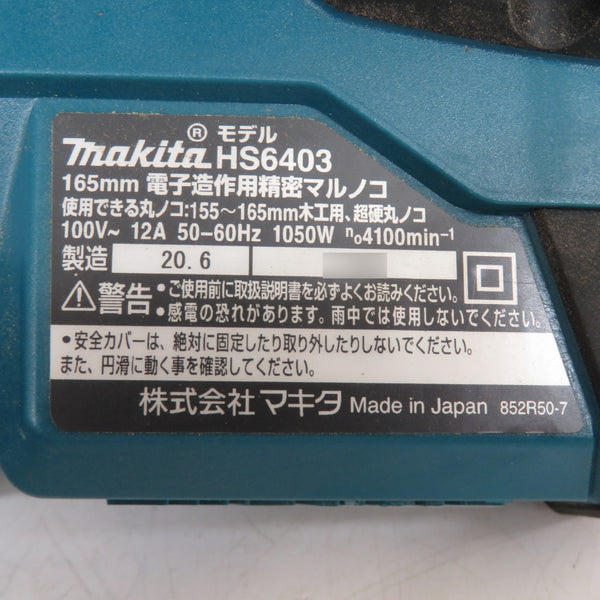 ® モデル
makita HS6403
165mm 電子造作用精密マルノコ
使用できる丸ノコ:155～165mm木工用、超硬丸ノコ
100V~ 12A 50-60Hz 1050W n₀4100min⁻¹
製造 20.6
警告 •ご使用前に取扱説明書を必ずよくお読みください。
•感電の恐れがあります。雨中では使用しないでください。
•安全カバーは、絶対に固定したり取り外したりしないでください。
また、円滑に動く事を確認してください。
株式会社 マキタ Made in Japan 852R50-7